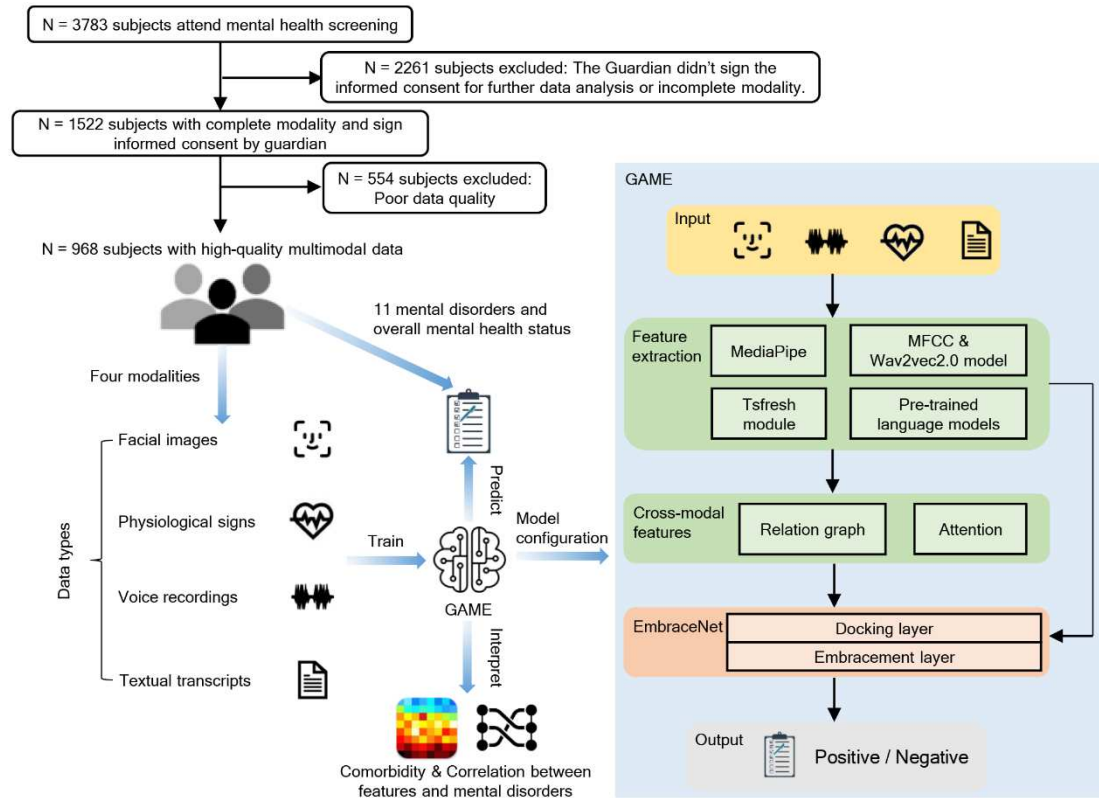 N = 3783 subjects attend mental health screening
N = 2261 subjects excluded: The Guardian didn't sign the
informed consent for further data analysis or incomplete modality.
N = 1522 subjects with complete modality and sign
informed consent by guardian
N = 554 subjects excluded:
Poor data quality
N = 968 subjects with high-quality multimodal data
11 mental disorders and
overall mental health status
Four modalities
Data types
Facial images
Physiological signs
Voice recordings
Textual transcripts
Train
Predict
GAME
Interpret
Model
configuration
Comorbidity & Correlation between
features and mental disorders
GAME
Input
Feature
extraction
MediaPipe
MFCC &
Wav2vec2.0 model
Tsfresh
module
Pre-trained
language models
Cross-modal
features
Relation graph
Attention
EmbraceNet
Docking layer
Embracement layer
Output
Positive / Negative